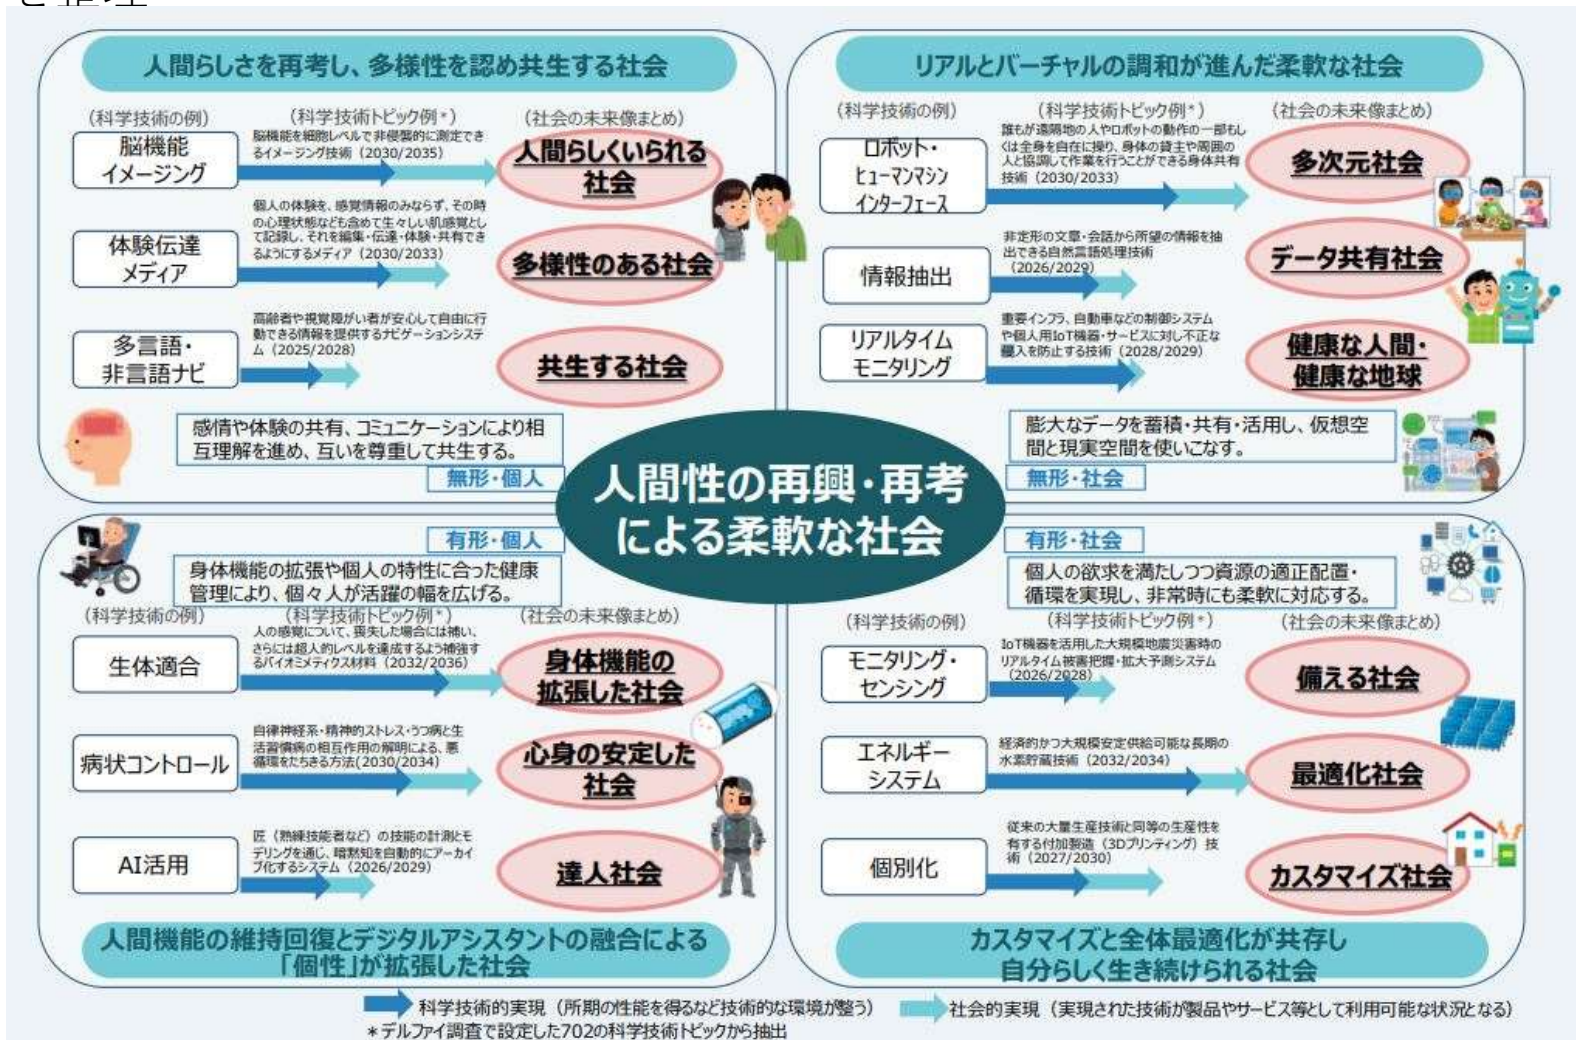 人間らしさを再考し、多様性を認め共生する社会
（科学技術の例）
（科学技術トピック例＊）
（社会の未来像まとめ）
脳機能
イメージング
脳機能を細胞レベルで非侵襲的に測定でき
るイメージング技術（2030/2035）
人間らしくいられる
社会
体験伝達
メディア
個人の体験を、感覚情報のみならず、その時
の心理状態なども含めて生々しい肌感覚とし
て記録し、それを編集・伝達・体験・共有でき
るようにするメディア（2030/2033）
多様性のある社会
多言語・
非言語ナビ
高齢者や視覚障がい者が安心して自由に行
動できる情報を提供するナビゲーションシステ
ム（2025/2028）
共生する社会
感情や体験の共有、コミュニケーションにより相
互理解を進め、互いを尊重して共生する。
無形・個人
リアルとバーチャルの調和が進んだ柔軟な社会
（科学技術の例）
（科学技術トピック例＊）
（社会の未来像まとめ）
ロボット・
ヒューマンマシン
インターフェース
誰もが遠隔地の人やロボットの動作の一部もし
くは全身を自在に操り、身体の貸主や周囲の
人と協調して作業を行うことができる身体共有
技術（2030/2033）
多次元社会
情報抽出
非定形の文章・会話から所望の情報を抽
出できる自然言語処理技術
（2026/2029）
データ共有社会
リアルタイム
モニタリング
重要インフラ、自動車などの制御システム
や個人用IoT機器・サービスに対し不正な
侵入を防止する技術（2028/2029）
健康な人間・
健康な地球
膨大なデータを蓄積・共有・活用し、仮想空
間と現実空間を使いこなす。
無形・社会
人間性の再興・再考
による柔軟な社会
有形・個人
身体機能の拡張や個人の特性に合った健康
管理により、個々人が活躍の幅を広げる。
（科学技術の例）
（科学技術トピック例＊）
（社会の未来像まとめ）
生体適合
人の感覚について、喪失した場合には補い、
さらには超人的レベルを達成するよう補強す
るバイオミメティクス材料（2032/2036）
身体機能の
拡張した社会
病状コントロール
自律神経系・精神的ストレス・うつ病と生
活習慣病の相互作用の解明による、悪
循環をたちきる方法(2030/2034）
心身の安定した
社会
AI活用
匠（熟練技能者など）の技能の計測とモ
デリングを通じ、暗黙知を自動的にアーカイ
ブ化するシステム（2026/2029）
達人社会
人間機能の維持回復とデジタルアシスタントの融合による
「個性」が拡張した社会
有形・社会
個人の欲求を満たしつつ資源の適正配置・
循環を実現し、非常時にも柔軟に対応する。
（科学技術の例）
（科学技術トピック例＊）
（社会の未来像まとめ）
モニタリング・
センシング
IoT機器を活用した大規模地震災害時の
リアルタイム被害把握・拡大予測システム
（2026/2028）
備える社会
エネルギー
システム
経済的かつ大規模安定供給可能な長期の
水素貯蔵技術（2032/2034）
最適化社会
個別化
従来の大量生産技術と同等の生産性を
有する付加製造（3Dプリンティング）技
術（2027/2030）
カスタマイズ社会
カスタマイズと全体最適化が共存し
自分らしく生き続けられる社会
科学技術的実現（所期の性能を得るなど技術的な環境が整う）
社会的実現（実現された技術が製品やサービス等として利用可能な状況となる）
＊デルファイ調査で設定した702の科学技術トピックから抽出